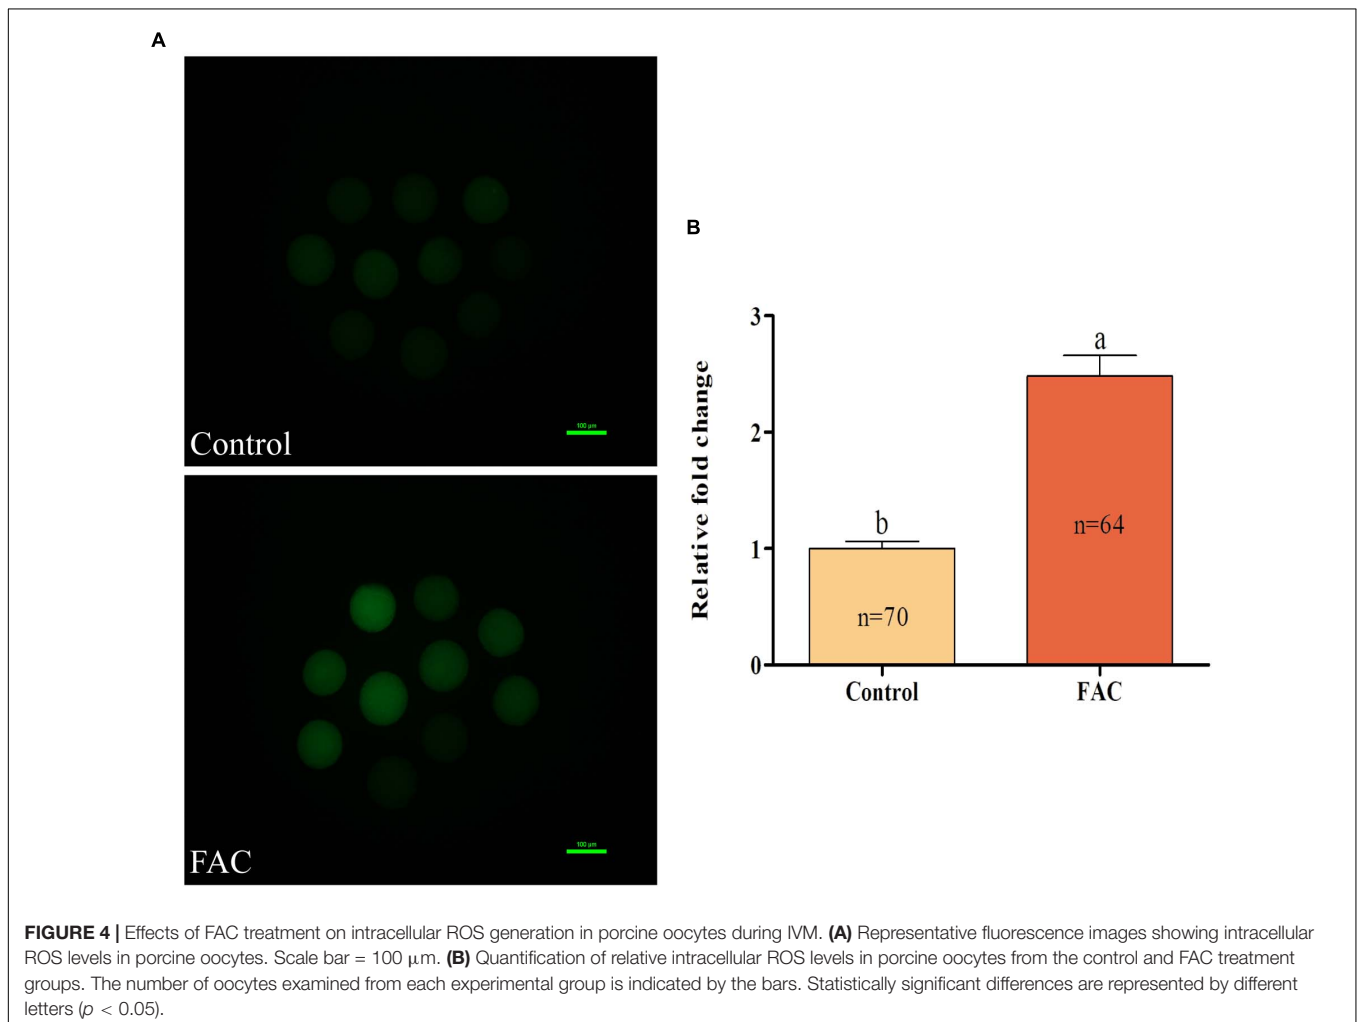 A
Control
100 μm
FAC
100 μm
B
Relative fold change
3
2
1
0
b
a
n=70
n=64
Control
FAC
FIGURE 4 | Effects of FAC treatment on intracellular ROS generation in porcine oocytes during IVM. (A) Representative fluorescence images showing intracellular
ROS levels in porcine oocytes. Scale bar = 100 μm. (B) Quantification of relative intracellular ROS levels in porcine oocytes from the control and FAC treatment
groups. The number of oocytes examined from each experimental group is indicated by the bars. Statistically significant differences are represented by different
letters (p < 0.05).